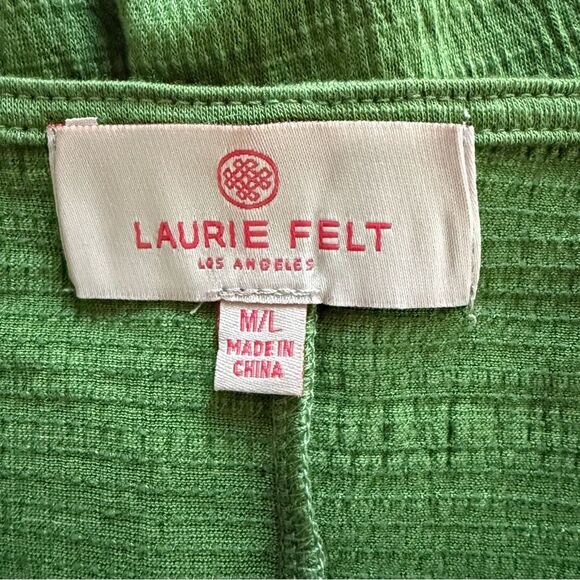 LAURIE FELT
LOS ANGELES
M/L
MADE IN
CHINA